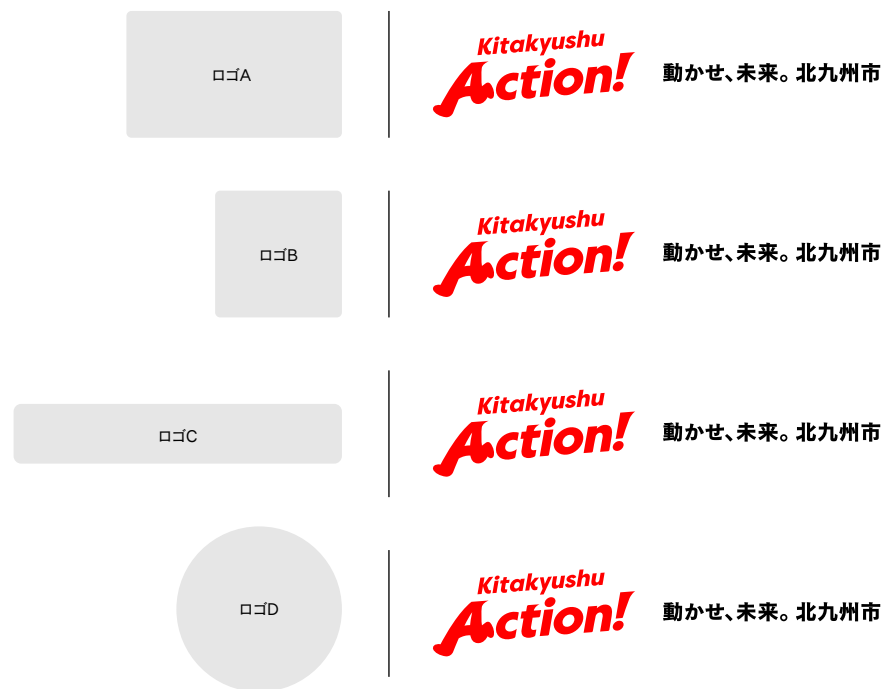 ロゴA
Kitakyushu
Action!
動かせ、未来。北九州市
ロゴB
Kitakyushu
Action!
動かせ、未来。北九州市
ロゴC
Kitakyushu
Action!
動かせ、未来。北九州市
ロゴD
Kitakyushu
Action!
動かせ、未来。北九州市